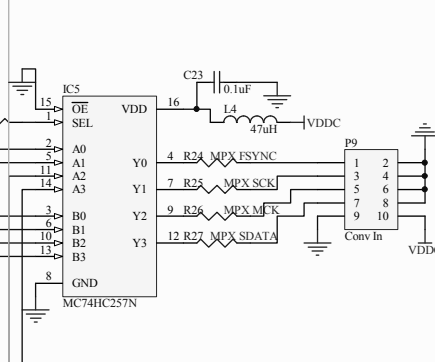 C23
0.1uF
IC5
15 OE VDD 16
1 SEL
L4
47uH
VDDC
2 A0 Y0 4 R24 MPX FSYNC
5 A1
11 A2 Y1 7 R25 MPX SCK
14 A3
3 B0 Y2 9 R26 MPX MCK
6 B1
10 B2 Y3 12 R27 MPX SDATA
13 B3
8 GND
MC74HC257N
P9
1 2
3 4
5 6
7 8
9 10
Conv In